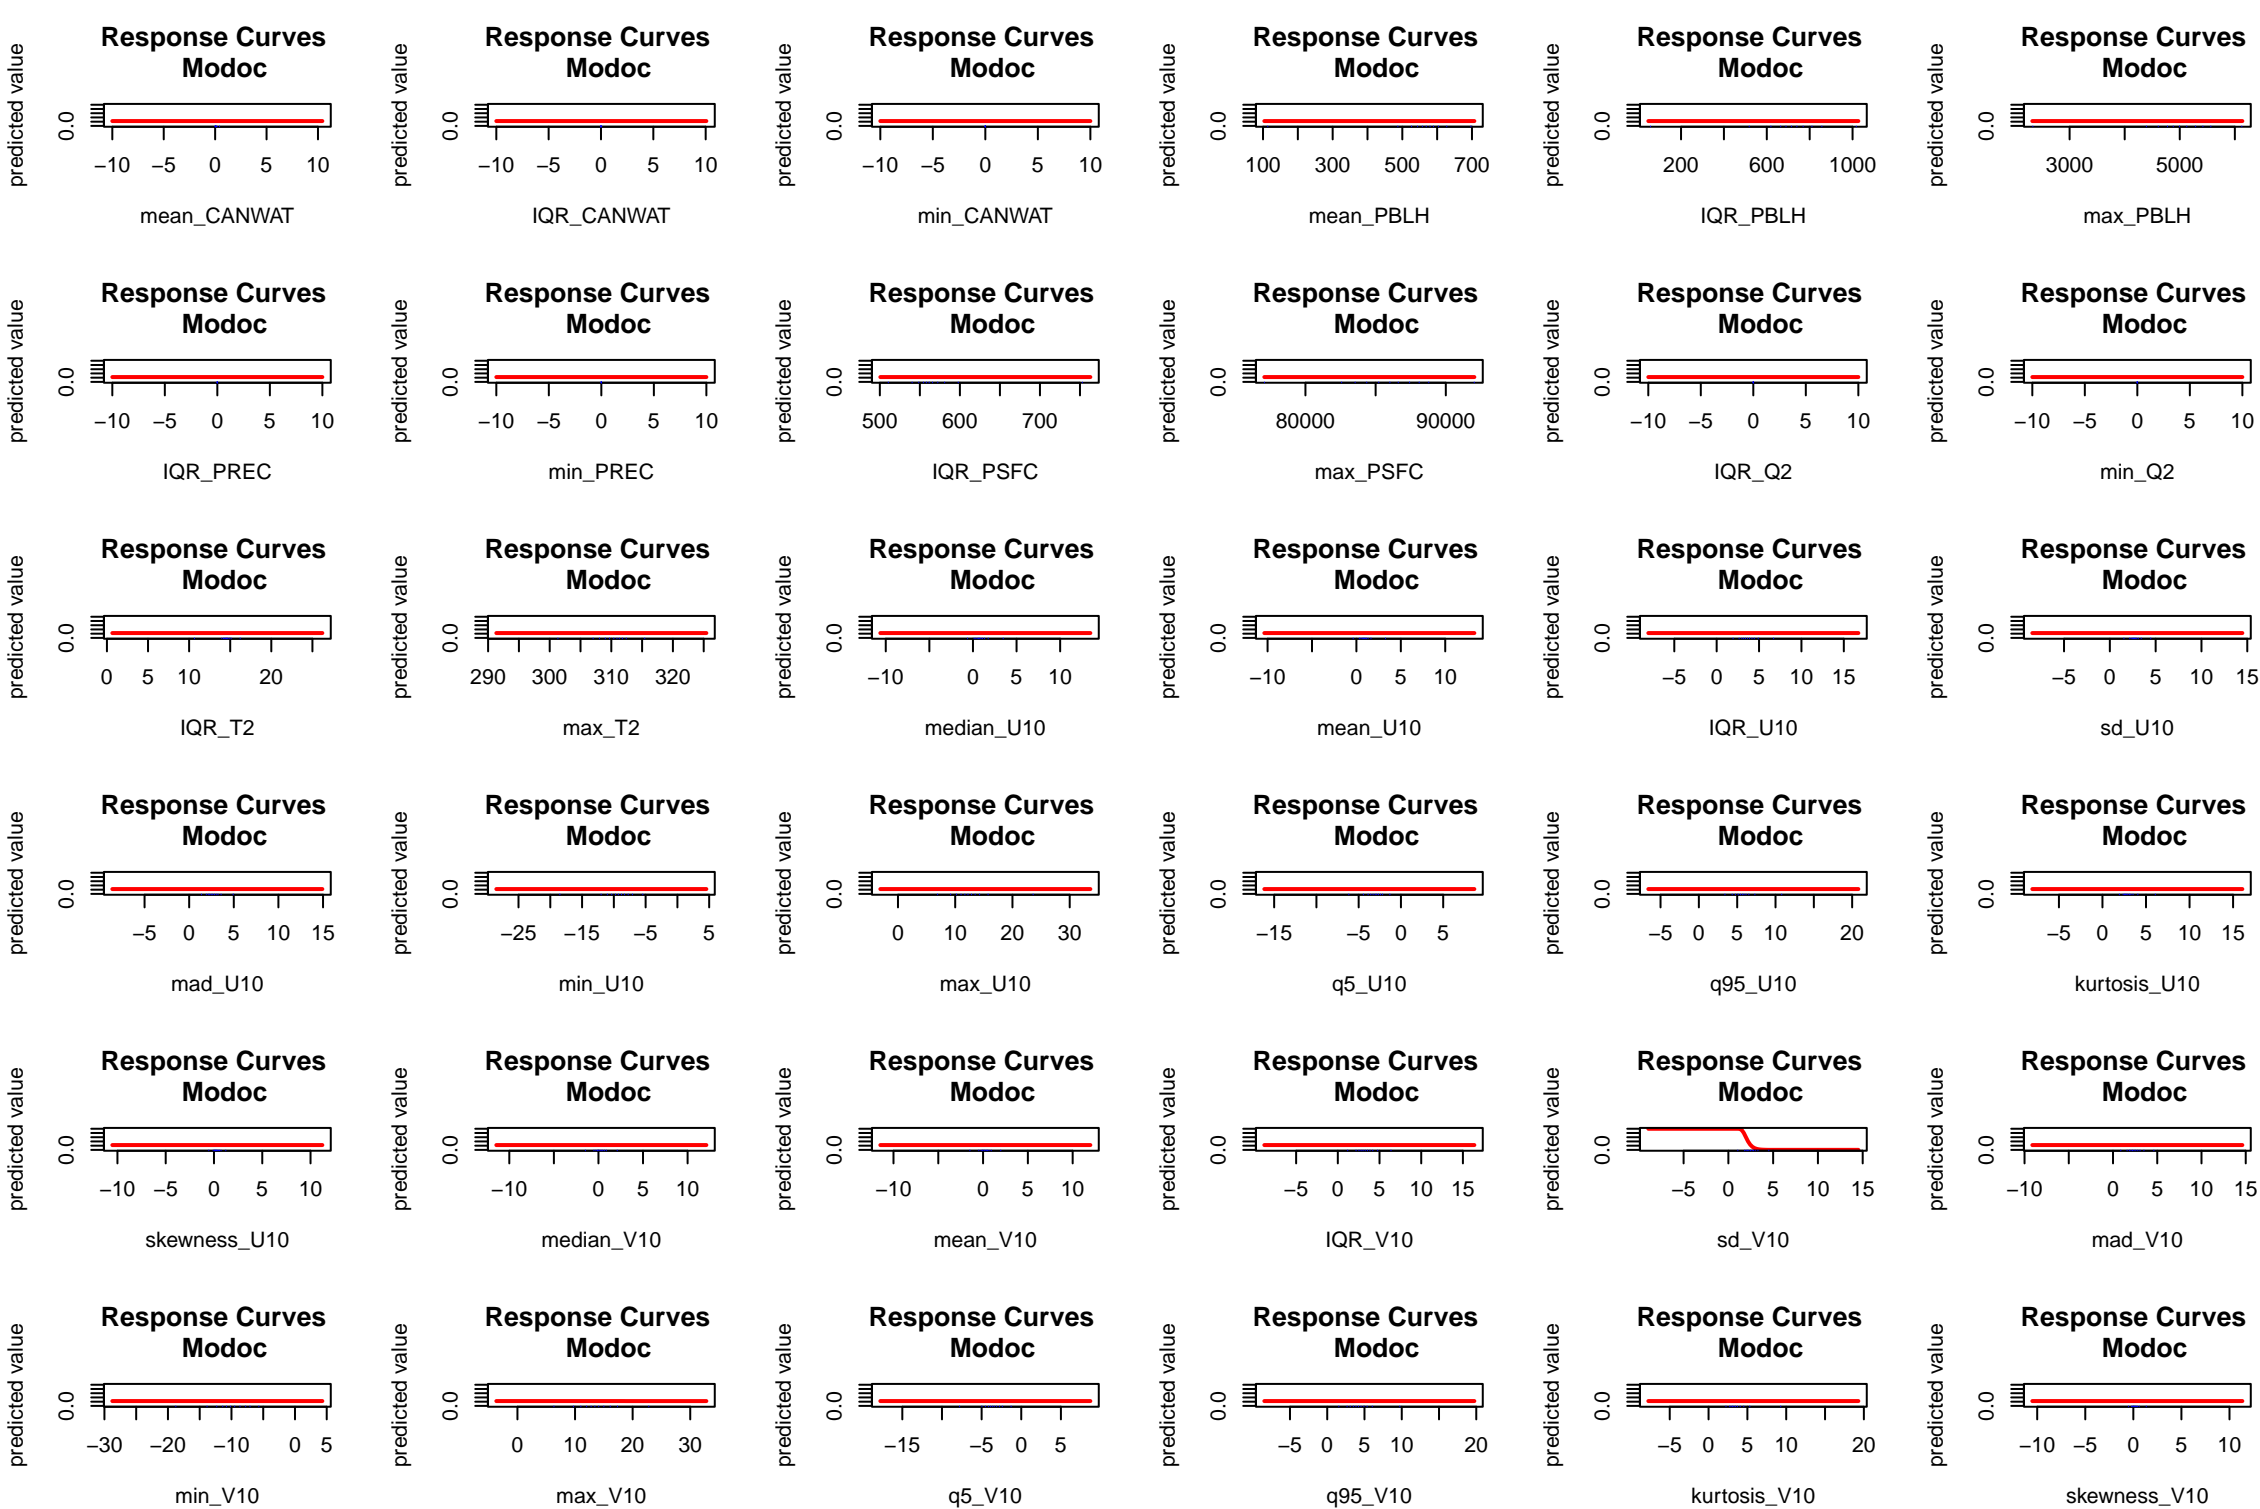 Response Curves Modoc
predicted value
0.0
−10 −5 0 5 10
mean_CANWAT
Response Curves Modoc
predicted value
0.0
−10 −5 0 5 10
IQR_CANWAT
Response Curves Modoc
predicted value
0.0
−10 −5 0 5 10
min_CANWAT
Response Curves Modoc
predicted value
0.0
100 300 500 700
mean_PBLH
Response Curves Modoc
predicted value
0.0
200 600 1000
IQR_PBLH
Response Curves Modoc
predicted value
0.0
3000 5000
max_PBLH
Response Curves Modoc
predicted value
0.0
−10 −5 0 5 10
IQR_PREC
Response Curves Modoc
predicted value
0.0
−10 −5 0 5 10
min_PREC
Response Curves Modoc
predicted value
0.0
500 600 700
IQR_PSFC
Response Curves Modoc
predicted value
0.0
80000 90000
max_PSFC
Response Curves Modoc
predicted value
0.0
−10 −5 0 5 10
IQR_Q2
Response Curves Modoc
predicted value
0.0
−10 −5 0 5 10
min_Q2
Response Curves Modoc
predicted value
0.0
0 5 10 20
IQR_T2
Response Curves Modoc
predicted value
0.0
290 300 310 320
max_T2
Response Curves Modoc
predicted value
0.0
−10 0 5 10
median_U10
Response Curves Modoc
predicted value
0.0
−10 0 5 10
mean_U10
Response Curves Modoc
predicted value
0.0
−5 0 5 10 15
IQR_U10
Response Curves Modoc
predicted value
0.0
−5 0 5 10 15
sd_U10
Response Curves Modoc
predicted value
0.0
−5 0 5 10 15
mad_U10
Response Curves Modoc
predicted value
0.0
−25 −15 −5 5
min_U10
Response Curves Modoc
predicted value
0.0
0 10 20 30
max_U10
Response Curves Modoc
predicted value
0.0
−15 −5 0 5
q5_U10
Response Curves Modoc
predicted value
0.0
−5 0 5 10 20
q95_U10
Response Curves Modoc
predicted value
0.0
−5 0 5 10 15
kurtosis_U10
Response Curves Modoc
predicted value
0.0
−10 −5 0 5 10
skewness_U10
Response Curves Modoc
predicted value
0.0
−10 0 5 10
median_V10
Response Curves Modoc
predicted value
0.0
−10 0 5 10
mean_V10
Response Curves Modoc
predicted value
0.0
−5 0 5 10 15
IQR_V10
Response Curves Modoc
predicted value
0.0
−5 0 5 10 15
sd_V10
Response Curves Modoc
predicted value
0.0
−10 0 5 10 15
mad_V10
Response Curves Modoc
predicted value
0.0
−30 −20 −10 0 5
min_V10
Response Curves Modoc
predicted value
0.0
0 10 20 30
max_V10
Response Curves Modoc
predicted value
0.0
−15 −5 0 5
q5_V10
Response Curves Modoc
predicted value
0.0
−5 0 5 10 20
q95_V10
Response Curves Modoc
predicted value
0.0
−5 0 5 10 20
kurtosis_V10
Response Curves Modoc
predicted value
0.0
−10 −5 0 5 10
skewness_V10